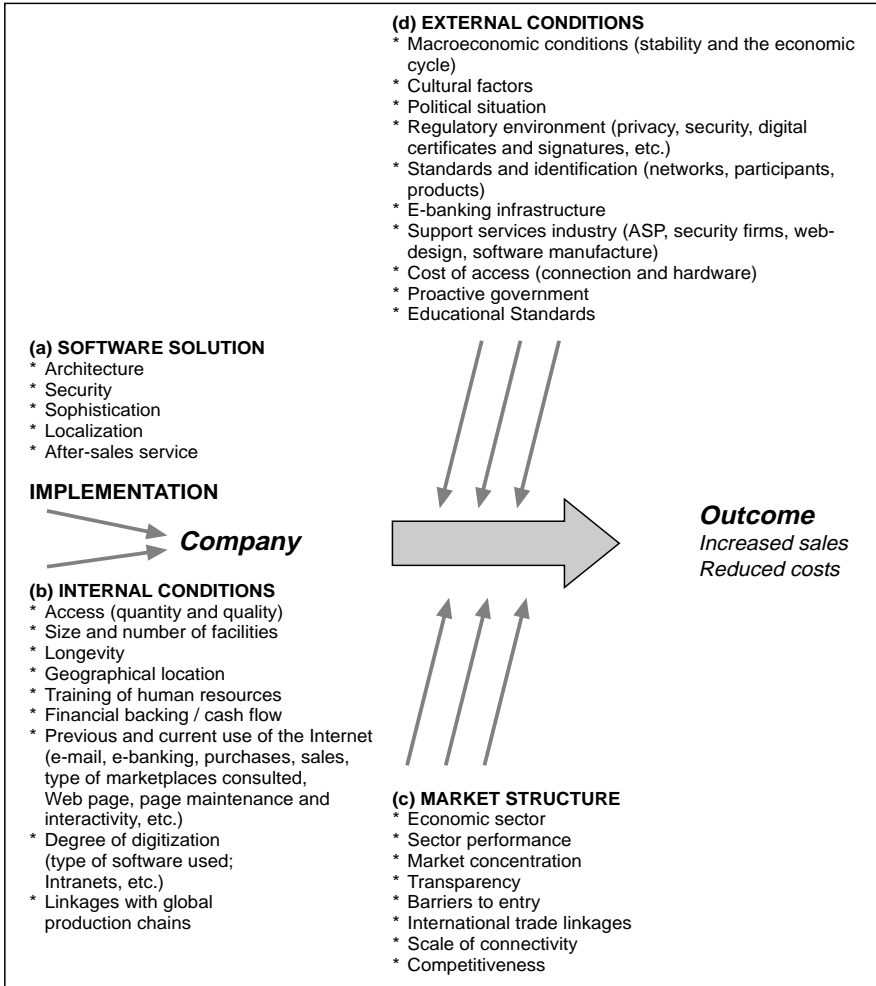 (d) EXTERNAL CONDITIONS
* Macroeconomic conditions (stability and the economic
cycle)
* Cultural factors
* Political situation
* Regulatory environment (privacy, security, digital
certificates and signatures, etc.)
* Standards and identification (networks, participants,
products)
* E-banking infrastructure
* Support services industry (ASP, security firms, web-
design, software manufacture)
* Cost of access (connection and hardware)
* Proactive government
* Educational Standards
(a) SOFTWARE SOLUTION
* Architecture
* Security
* Sophistication
* Localization
* After-sales service
IMPLEMENTATION
Company
Outcome
Increased sales
Reduced costs
(b) INTERNAL CONDITIONS
* Access (quantity and quality)
* Size and number of facilities
* Longevity
* Geographical location
* Training of human resources
* Financial backing / cash flow
* Previous and current use of the Internet
(e-mail, e-banking, purchases, sales,
type of marketplaces consulted,
Web page, page maintenance and
interactivity, etc.)
* Degree of digitization
(type of software used;
Intranets, etc.)
* Linkages with global
production chains
(c) MARKET STRUCTURE
* Economic sector
* Sector performance
* Market concentration
* Transparency
* Barriers to entry
* International trade linkages
* Scale of connectivity
* Competitiveness